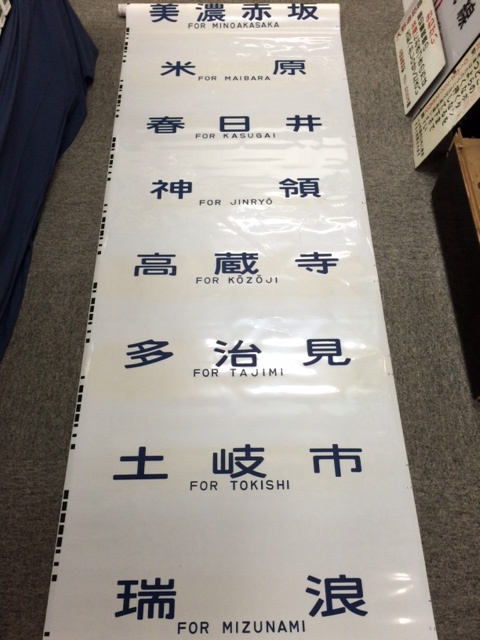 美濃赤坂
FOR MINOAKASAKA
米原
FOR MAIBARA
春日井
FOR KASUGAI
神領
FOR JINRYŌ
高蔵寺
FOR KŌZŌJI
多治見
FOR TAJIMI
土岐市
FOR TOKISHI
瑞浪
FOR MIZUNAMI